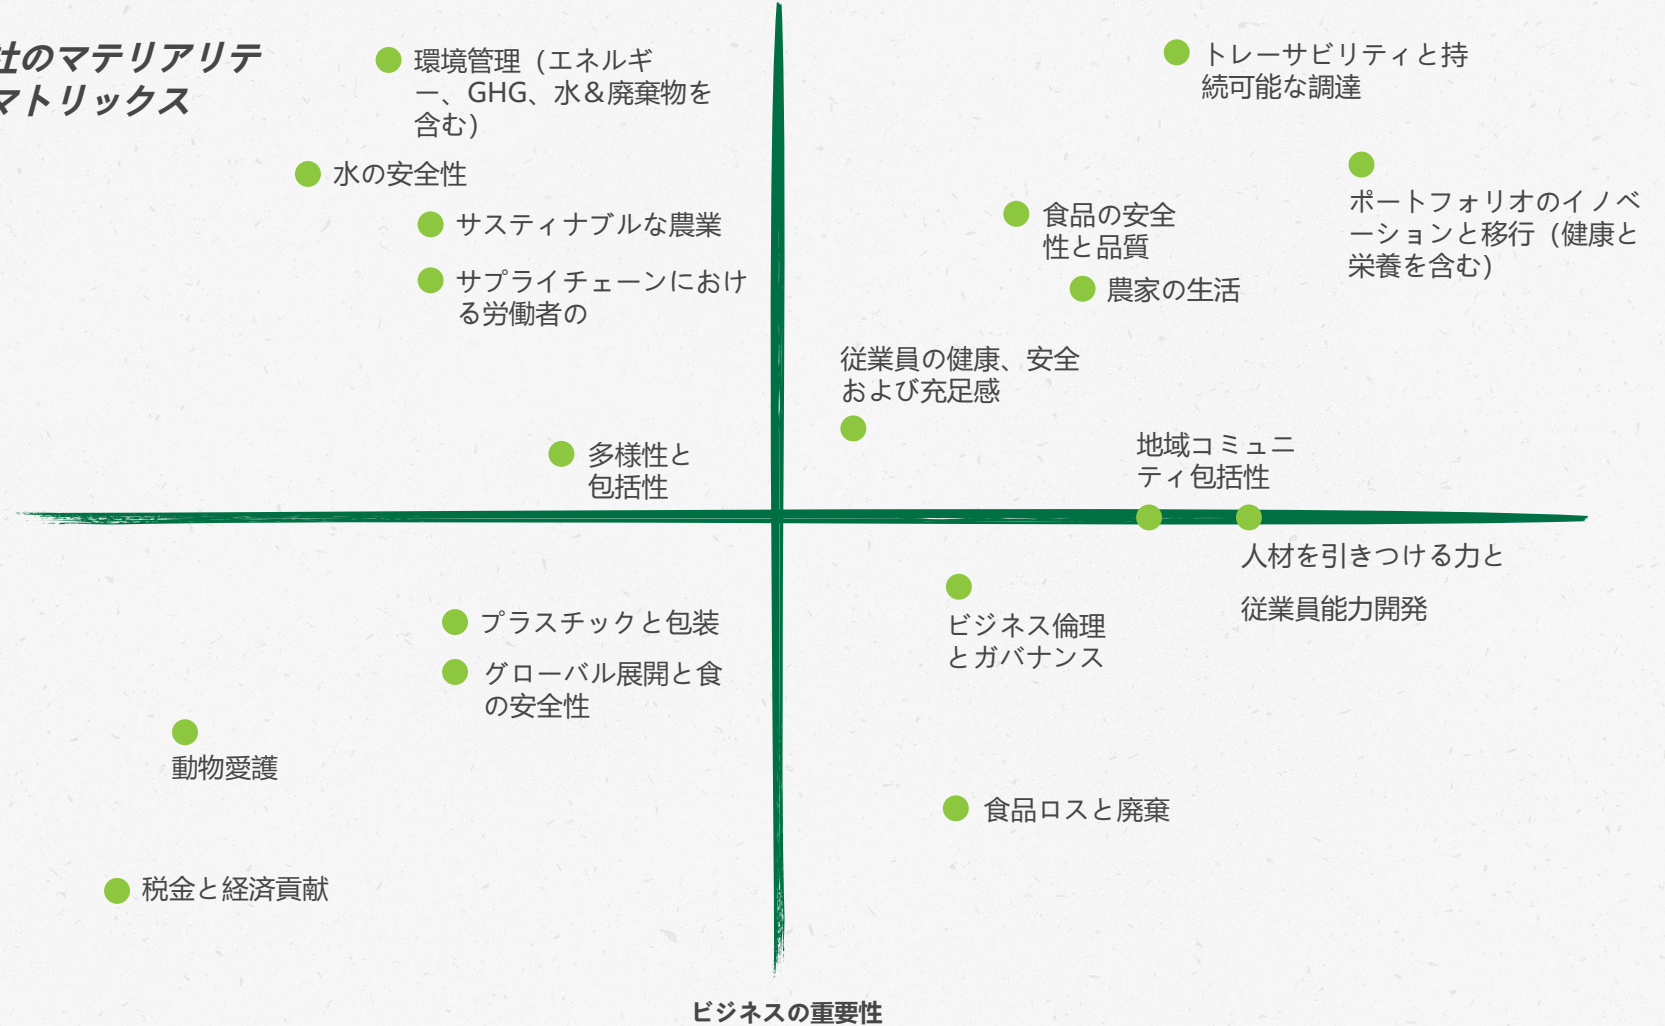 社のマテリアリテ
マトリックス
環境管理（エネルギ
ー、GHG、水＆廃棄物を
含む）
水の安全性
サスティナブルな農業
サプライチェーンにおけ
る労働者の
多様性と
包括性
トレーサビリティと持
続可能な調達
ポートフォリオのイノベ
ーションと移行（健康と
栄養を含む）
食品の安全
性と品質
農家の生活
従業員の健康、安全
および充足感
地域コミュニ
ティ包括性
人材を引きつける力と
従業員能力開発
プラスチックと包装
グローバル展開と食
の安全性
動物愛護
税金と経済貢献
ビジネス倫理
とガバナンス
食品ロスと廃棄
ビジネスの重要性